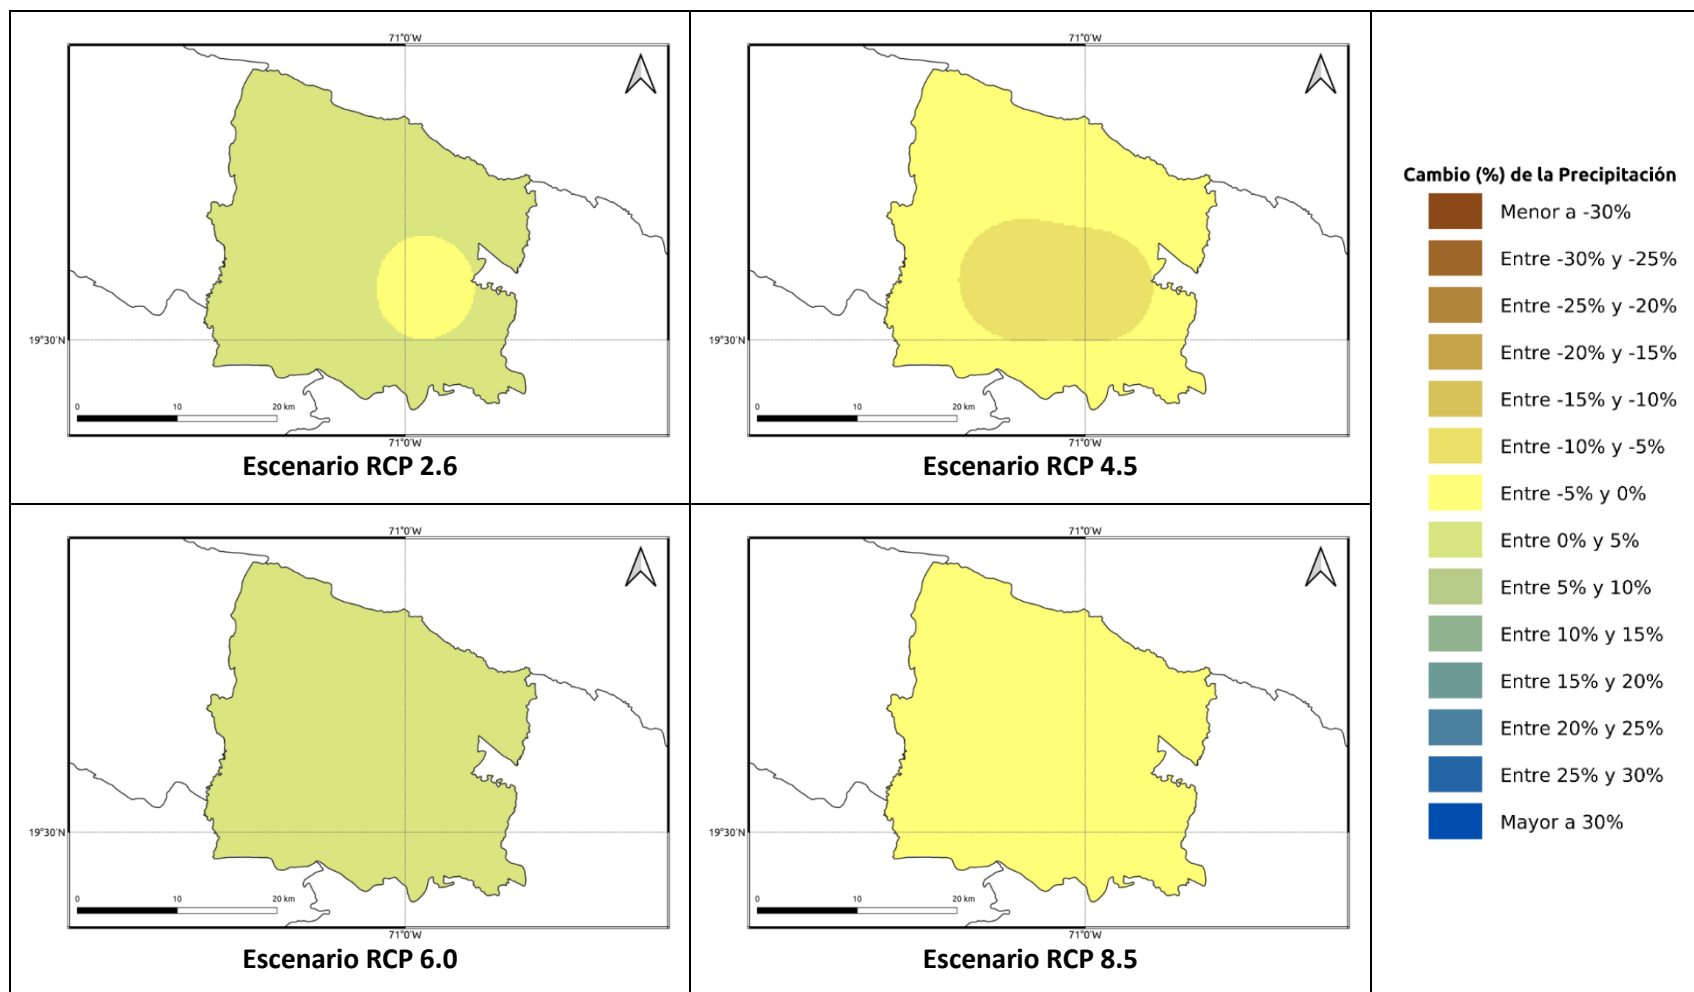 71°0'W
19°30'N
0 10 20 km
71°0'W
Escenario RCP 2.6
71°0'W
19°30'N
0 10 20 km
71°0'W
Escenario RCP 4.5
71°0'W
19°30'N
0 10 20 km
71°0'W
Escenario RCP 6.0
71°0'W
19°30'N
0 10 20 km
71°0'W
Escenario RCP 8.5
Cambio (%) de la Precipitación
Menor a -30%
Entre -30% y -25%
Entre -25% y -20%
Entre -20% y -15%
Entre -15% y -10%
Entre -10% y -5%
Entre -5% y 0%
Entre 0% y 5%
Entre 5% y 10%
Entre 10% y 15%
Entre 15% y 20%
Entre 20% y 25%
Entre 25% y 30%
Mayor a 30%